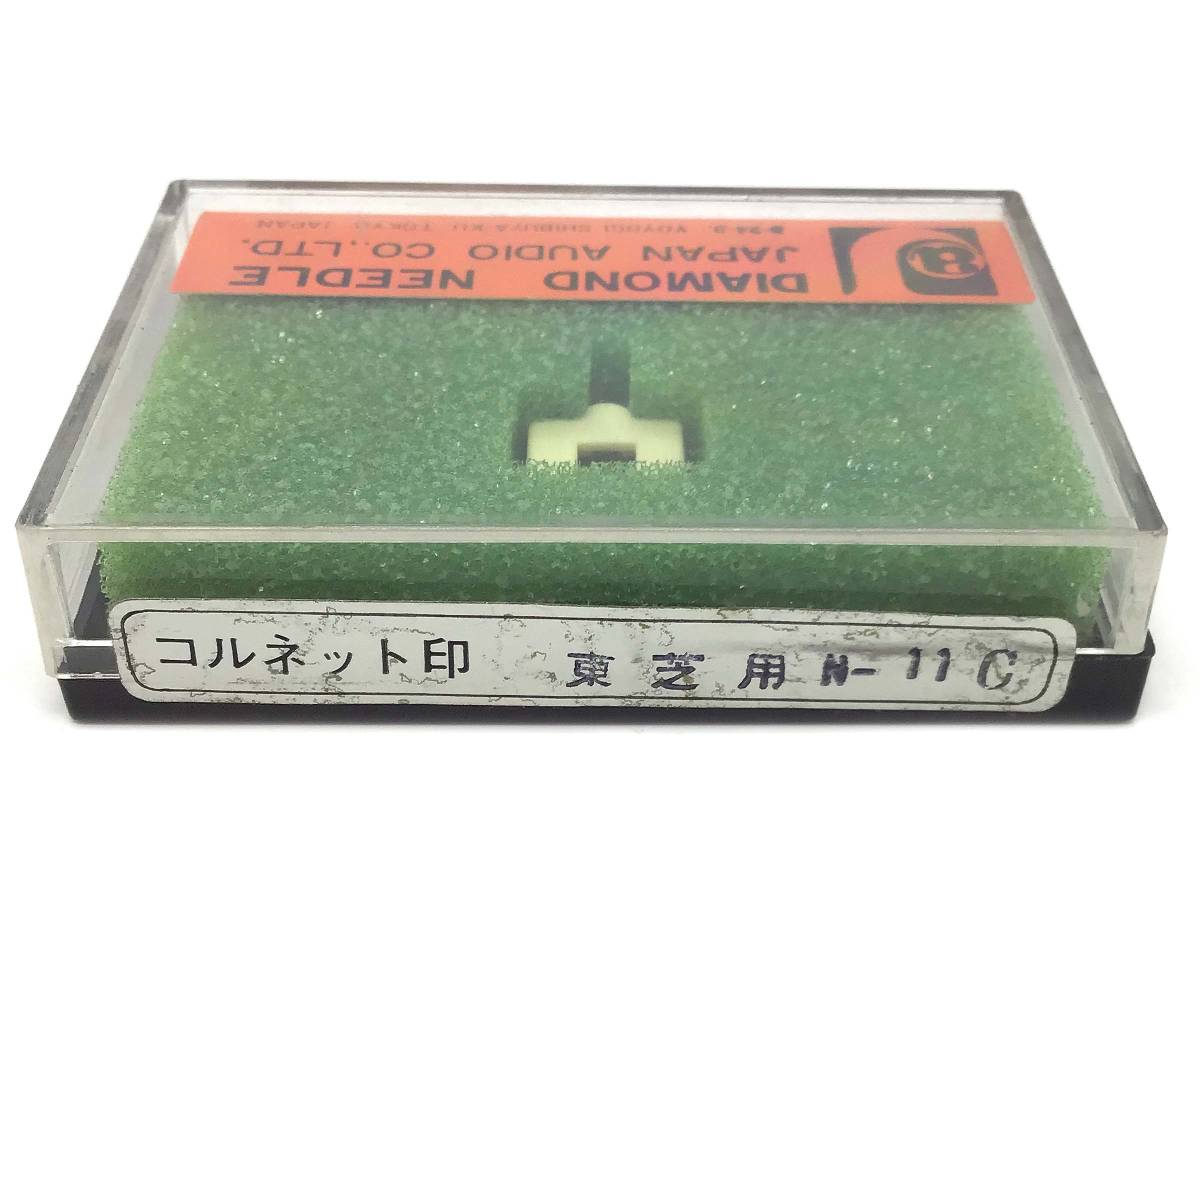 DIAMOND NEEDLE
JAPAN AUDIO CO.,LTD.
YOYOGI SHIBUYA-KU TOKYO JAPAN
コルネット印 東芝用 N-11C